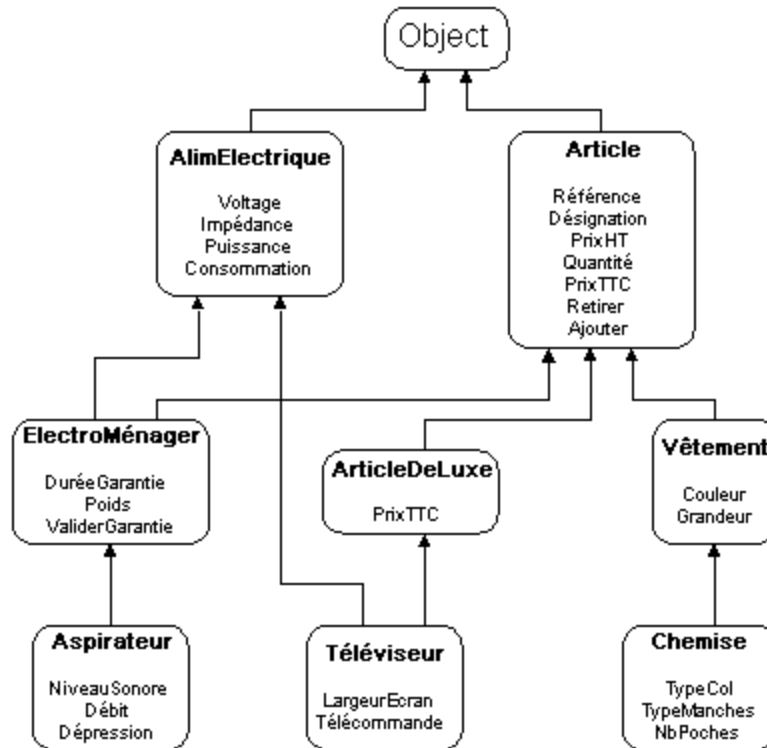 Object
AlimElectrique
Voltage
Impédance
Puissance
Consommation
Article
Référence
Désignation
PrixHT
Quantité
PrixTTC
Retirer
Ajouter
ElectroMénager
DuréeGarantie
Poids
ValiderGarantie
ArticleDeLuxe
PrixTTC
Vêtement
Couleur
Grandeur
Aspirateur
NiveauSonore
Débit
Dépression
Téléviseur
LargeurEcran
Télécommande
Chemise
TypeCol
TypeManches
NbPoches